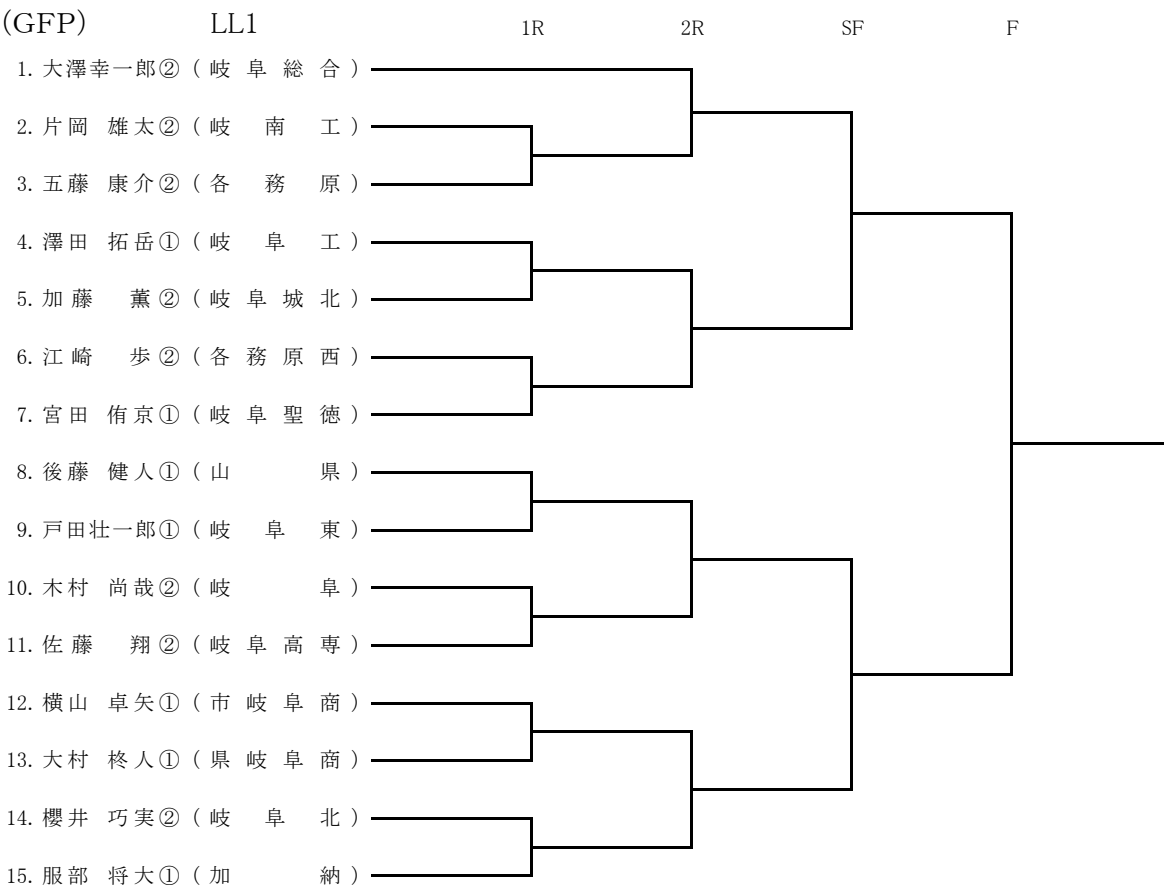 (GFP) LL1 1R 2R SF F
1. 大澤幸一郎② (岐阜総合)
2. 片岡 雄太② (岐南工)
3. 五藤 康介② (各務原)
4. 澤田 拓岳① (岐阜工)
5. 加藤 薫② (岐阜城北)
6. 江崎 歩② (各務原西)
7. 宮田 侑京① (岐阜聖徳)
8. 後藤 健人① (山県)
9. 戸田壮一郎① (岐阜東)
10. 木村 尚哉② (岐阜)
11. 佐藤 翔② (岐阜高専)
12. 横山 卓矢① (市岐阜商)
13. 大村 柊人① (県岐阜商)
14. 櫻井 巧実② (岐阜北)
15. 服部 将大① (加納)